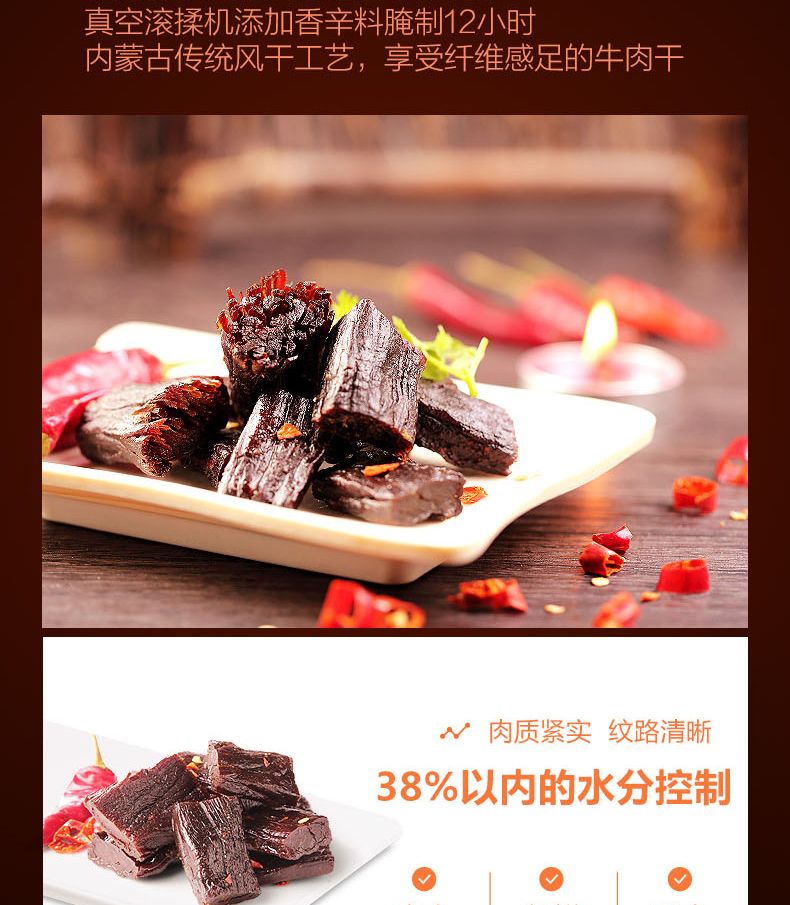 真空滚揉机添加香辛料腌制12小时
内蒙古传统风干工艺，享受纤维感足的牛肉干
肉质紧实 纹路清晰
38%以内的水分控制